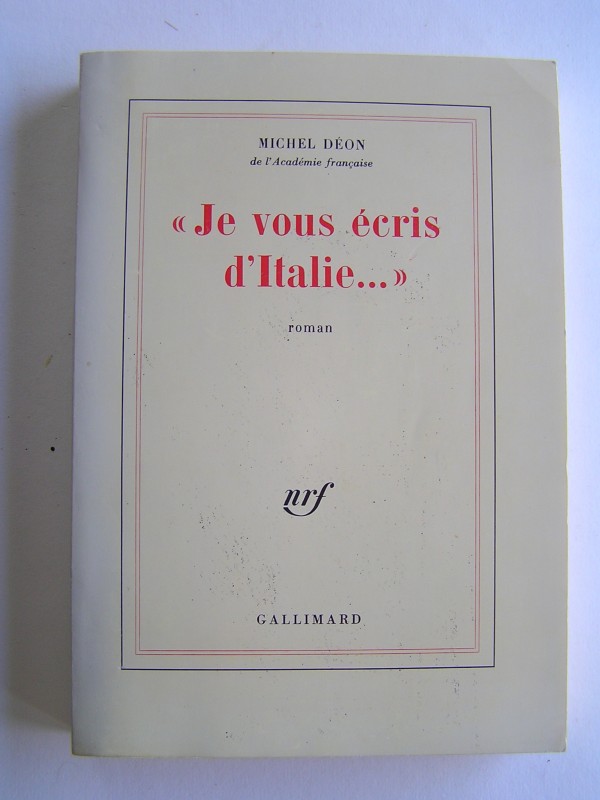 MICHEL DÉON
de l'Académie française
« Je vous écris
d'Italie... »
roman
nrf
GALLIMARD